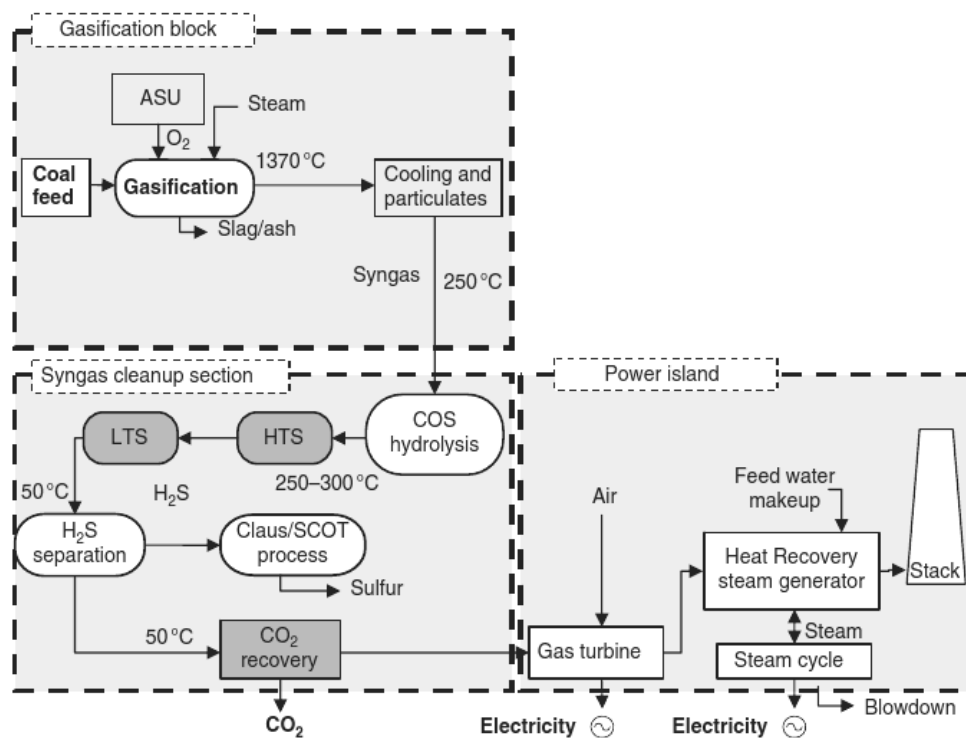 Gasification block
ASU
Steam
O₂
1370 °C
Coal
feed
Gasification
Cooling and
particulates
Slag/ash
Syngas
250 °C
Syngas cleanup section
Power island
LTS
HTS
COS
hydrolysis
250–300 °C
50 °C
H₂S
H₂S
separation
Claus/SCOT
process
Sulfur
50 °C
CO₂
recovery
CO₂
Air
Feed water
makeup
Heat Recovery
steam generator
Stack
Gas turbine
Steam
Steam cycle
Blowdown
Electricity
Electricity